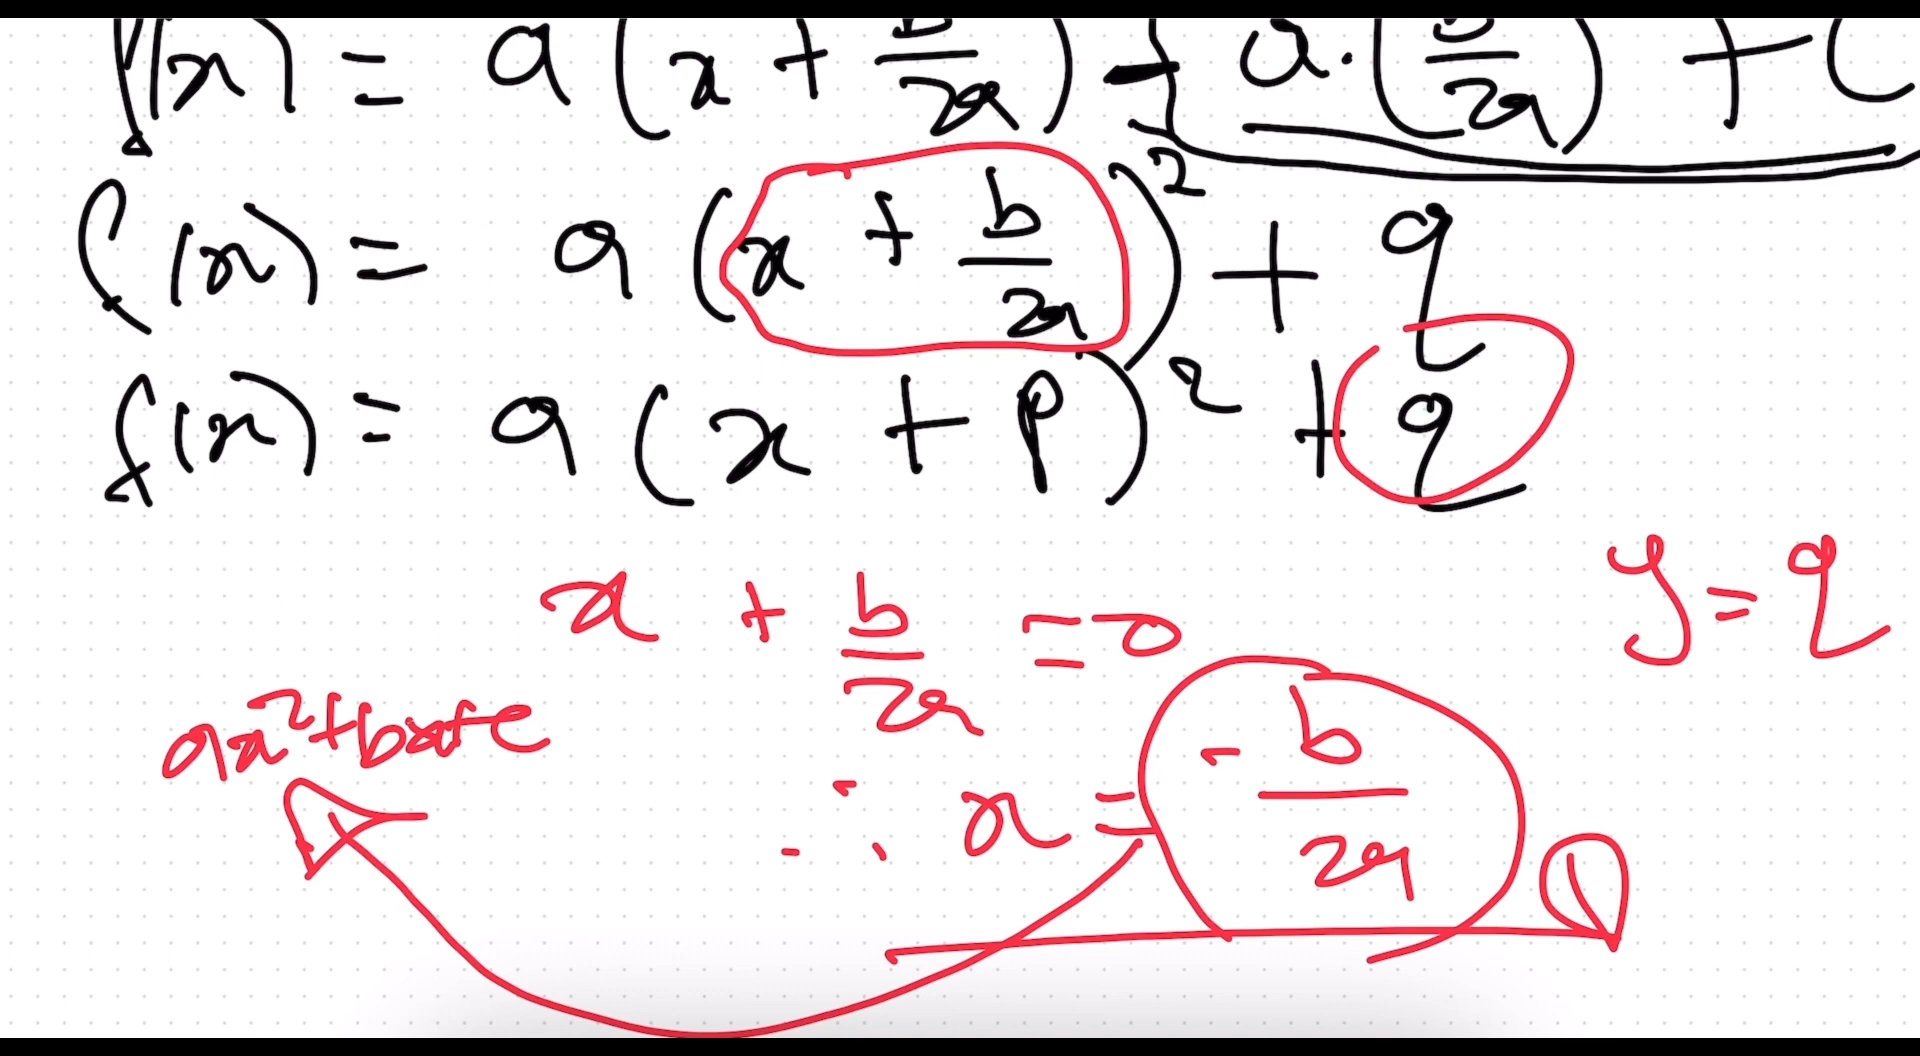 f(x) = a(x + b/2a) - {a·(b/2a) + c
f(x) = a(x + b/2a)² + q
f(x) = a(x + p)² + q
x + b/2a = 0
y = q
ax²+bx+c
∴ x = -b/2a